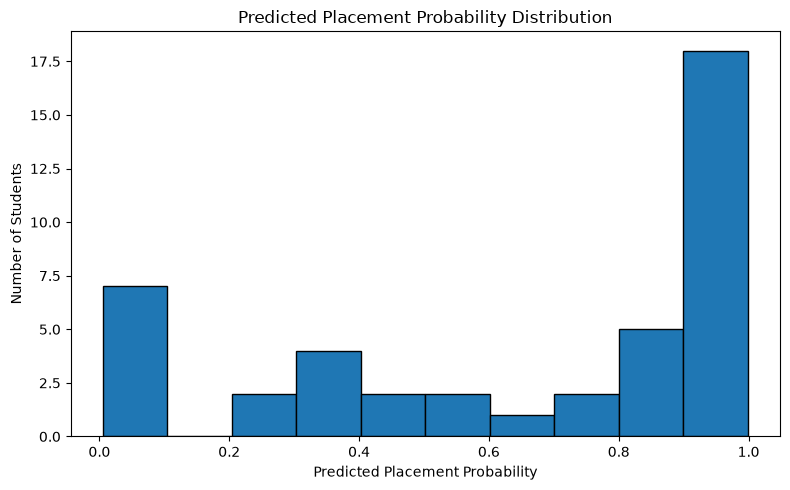 Predicted Placement Probability Distribution
Number of Students
17.5
15.0
12.5
10.0
7.5
5.0
2.5
0.0
0.0 0.2 0.4 0.6 0.8 1.0
Predicted Placement Probability